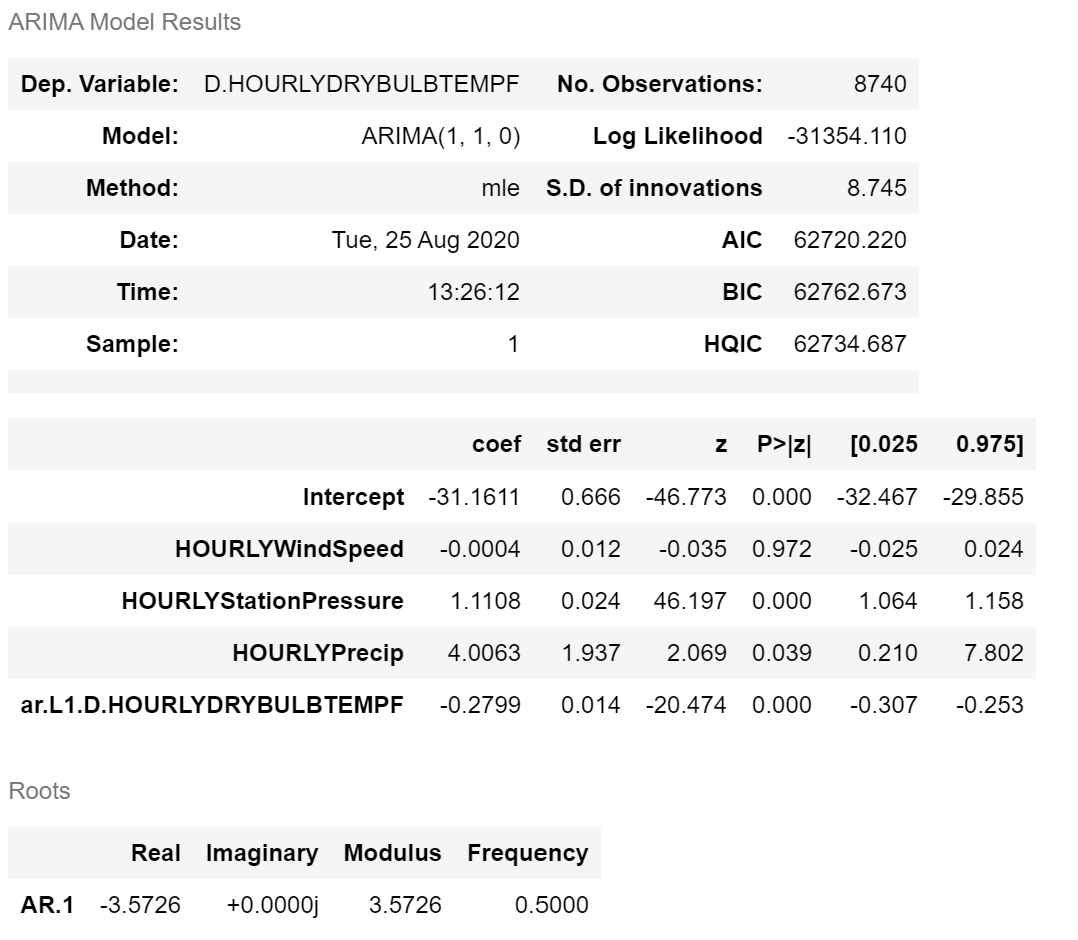 ARIMA Model Results
Dep. Variable: D.HOURLYDRYBULBTEMPF No. Observations: 8740
Model: ARIMA(1, 1, 0) Log Likelihood -31354.110
Method: mle S.D. of innovations 8.745
Date: Tue, 25 Aug 2020 AIC 62720.220
Time: 13:26:12 BIC 62762.673
Sample: 1 HQIC 62734.687
coef std err z P>|z| [0.025 0.975]
Intercept -31.1611 0.666 -46.773 0.000 -32.467 -29.855
HOURLYWindSpeed -0.0004 0.012 -0.035 0.972 -0.025 0.024
HOURLYStationPressure 1.1108 0.024 46.197 0.000 1.064 1.158
HOURLYPrecip 4.0063 1.937 2.069 0.039 0.210 7.802
ar.L1.D.HOURLYDRYBULBTEMPF -0.2799 0.014 -20.474 0.000 -0.307 -0.253
Roots
Real Imaginary Modulus Frequency
AR.1 -3.5726 +0.0000j 3.5726 0.5000